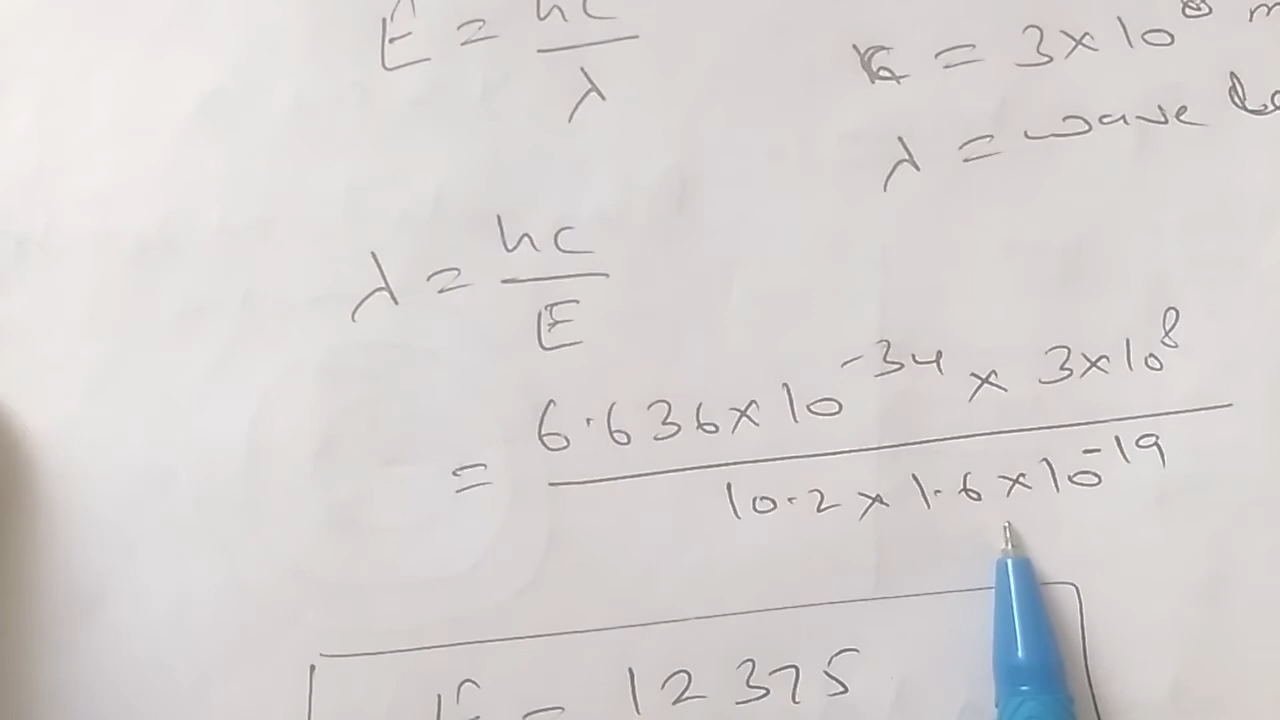 E = hc / λ
= 3×10⁸ m
λ = wave
λ = hc / E
= 6.636×10⁻³⁴ × 3×10⁸ / 10.2 × 1.6×10⁻¹⁹
E = 12375